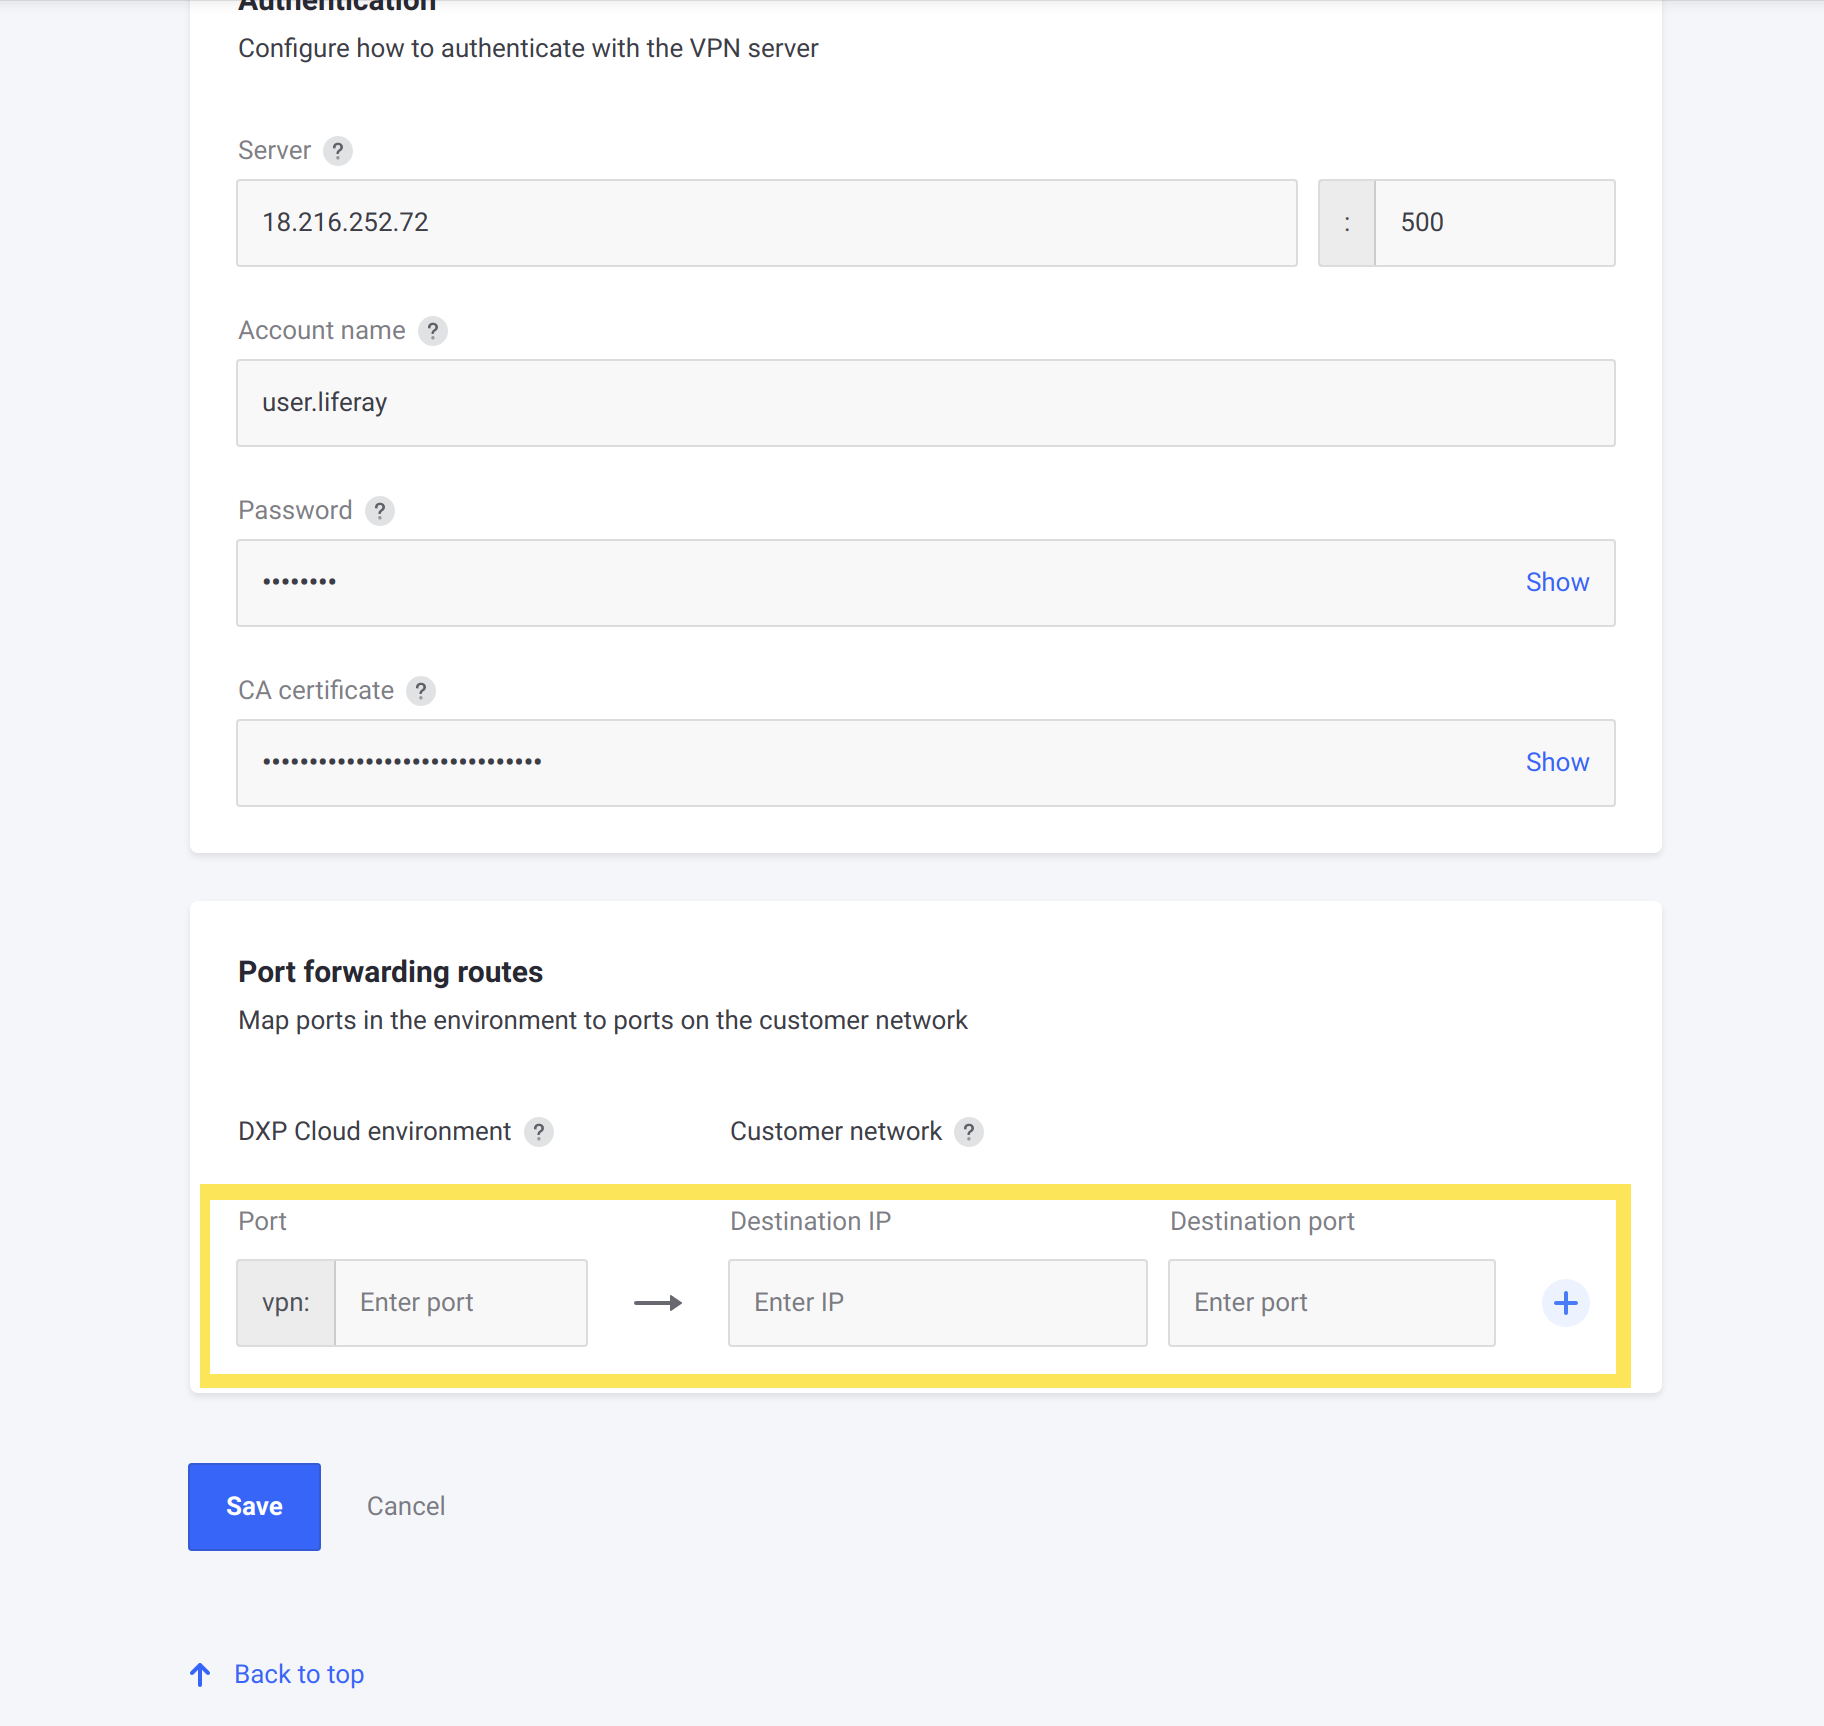 Authentication
Configure how to authenticate with the VPN server
Server ?
18.216.252.72 : 500
Account name ?
user.liferay
Password ?
•••••••• Show
CA certificate ?
•••••••••••••••••••••••••••••• Show
Port forwarding routes
Map ports in the environment to ports on the customer network
DXP Cloud environment ? Customer network ?
Port Destination IP Destination port
vpn: Enter port Enter IP Enter port
Save Cancel
Back to top